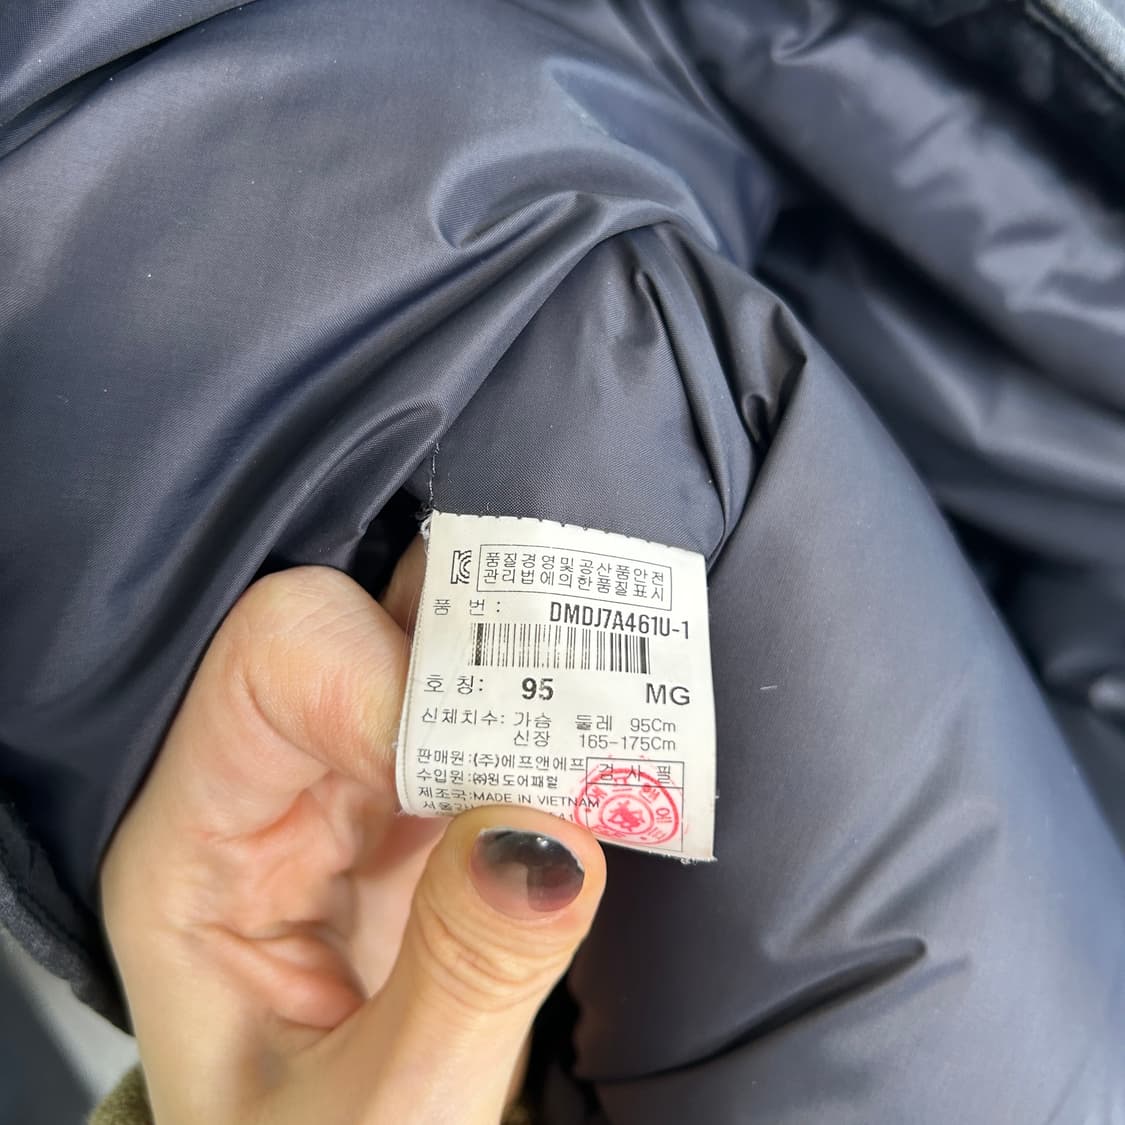 품질경영및공산품안전
관리법에의한품질표시
품 번: DMDJ7A461U-1
호 칭: 95 MG
신체치수: 가슴 둘레 95Cm
신장 165-175Cm
판매원:(주)에프앤에프
수입원:㈜윈도어패럴
검 사 필
제조국:MADE IN VIETNAM